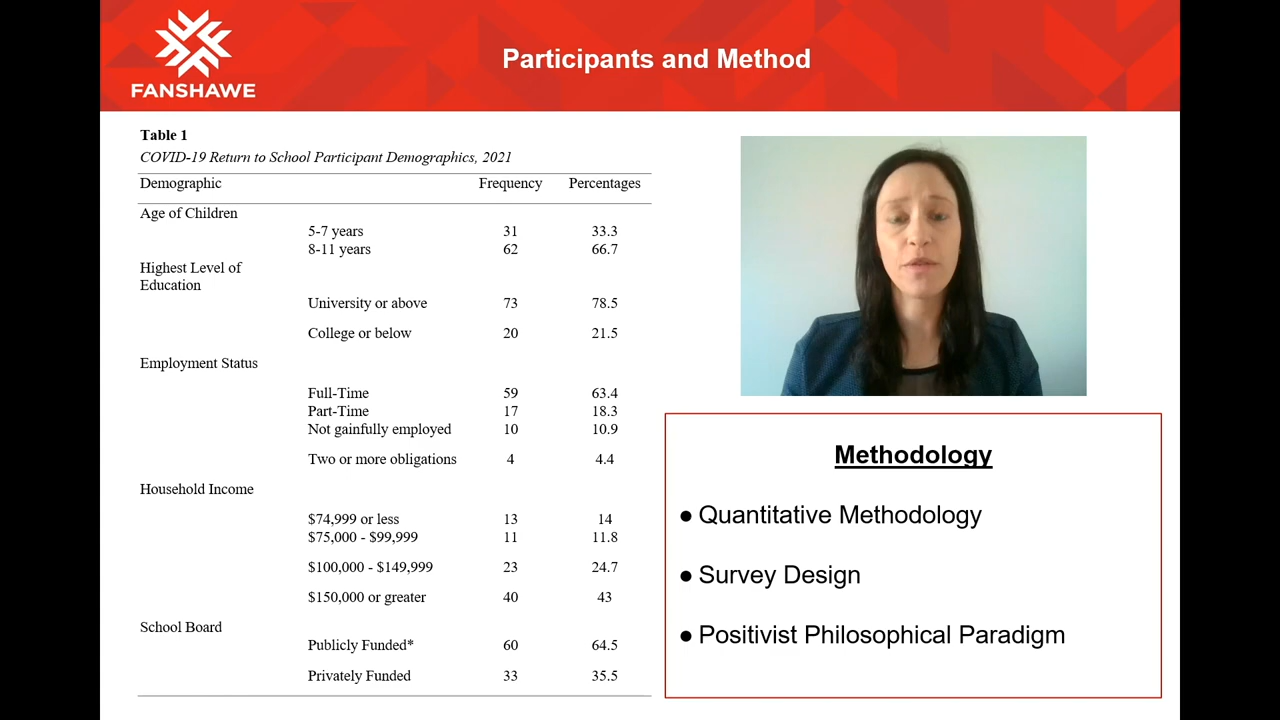 FANSHAWE
Participants and Method
Table 1
COVID-19 Return to School Participant Demographics, 2021
Demographic Frequency Percentages
Age of Children
5-7 years 31 33.3
8-11 years 62 66.7
Highest Level of
Education
University or above 73 78.5
College or below 20 21.5
Employment Status
Full-Time 59 63.4
Part-Time 17 18.3
Not gainfully employed 10 10.9
Two or more obligations 4 4.4
Household Income
$74,999 or less 13 14
$75,000 - $99,999 11 11.8
$100,000 - $149,999 23 24.7
$150,000 or greater 40 43
School Board
Publicly Funded* 60 64.5
Privately Funded 33 35.5
Methodology
● Quantitative Methodology
● Survey Design
● Positivist Philosophical Paradigm